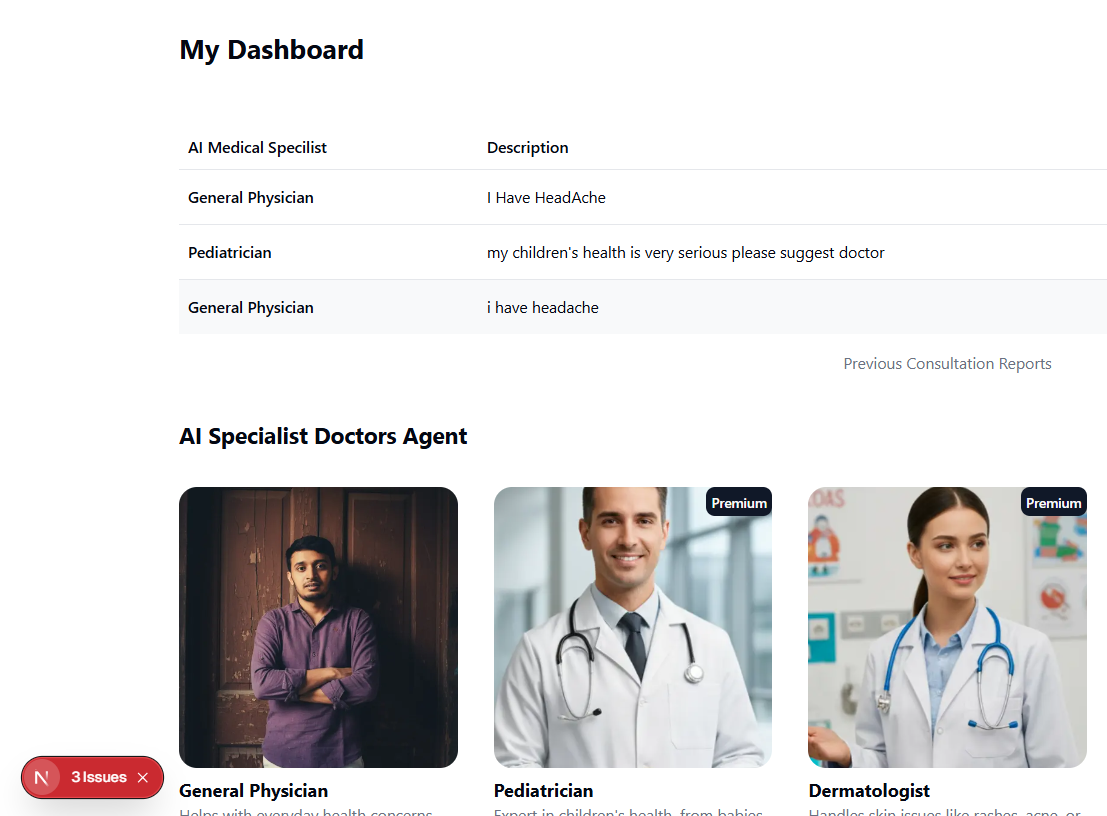 My Dashboard
AI Medical Specilist Description
General Physician I Have HeadAche
Pediatrician my children's health is very serious please suggest doctor
General Physician i have headache
Previous Consultation Reports
AI Specialist Doctors Agent
Premium Premium
N 3 Issues
General Physician Pediatrician Dermatologist
Helps with everyday health concerns Expert in children's health, from babies Handles skin issues like rashes, acne, or